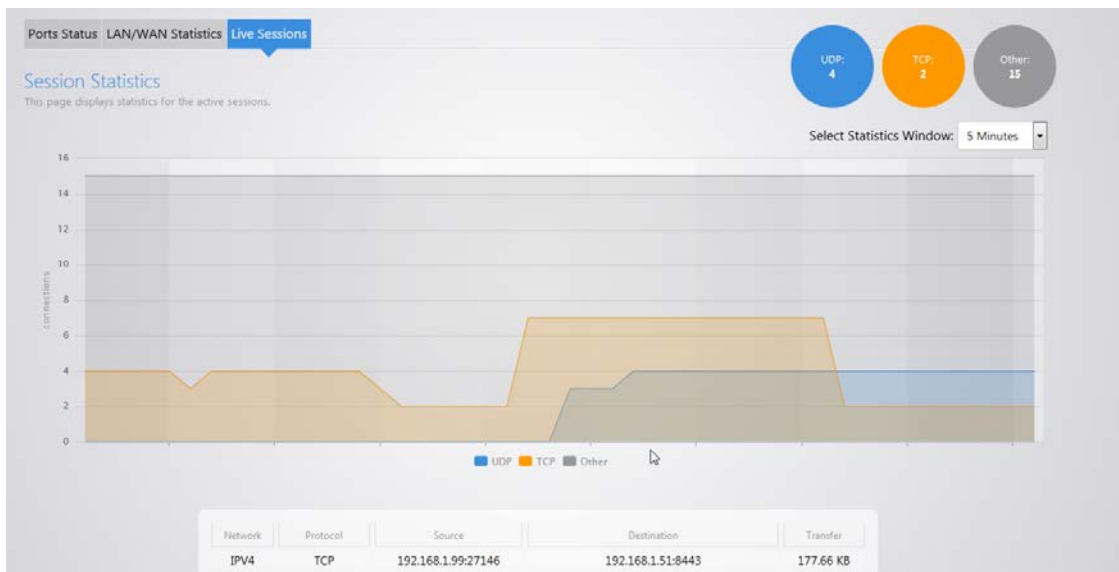 Ports Status LAN/WAN Statistics Live Sessions
UDP:
4
TCP:
2
Other:
15
Session Statistics
This page displays statistics for the active sessions.
Select Statistics Window: 5 Minutes
16
14
12
10
8
6
4
2
0
connections
UDP TCP Other
Network Protocol Source Destination Transfer
IPV4 TCP 192.168.1.99:27146 192.168.1.51:8443 177.66 KB